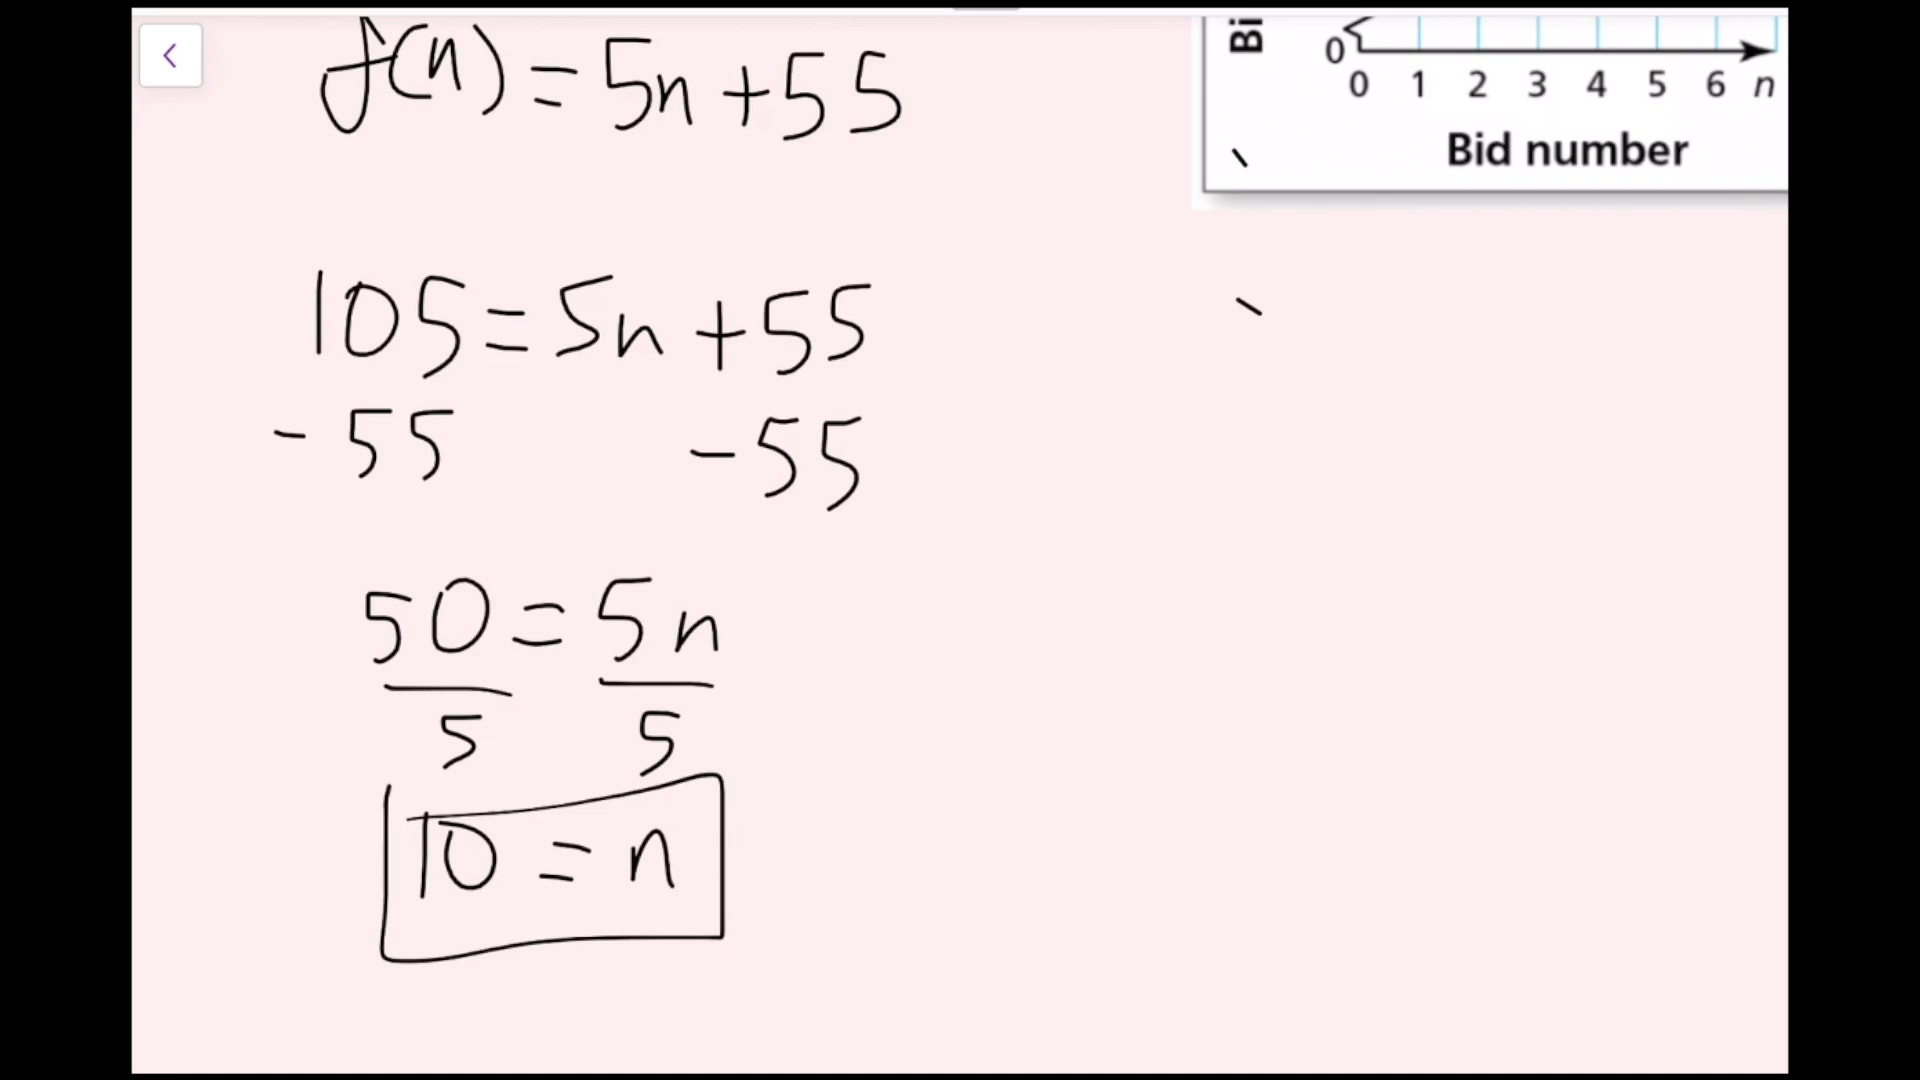 f(n) = 5n + 55
105 = 5n + 55
- 55 - 55
50 = 5n
5 5
10 = n
Bi
0
0 1 2 3 4 5 6 n
Bid number